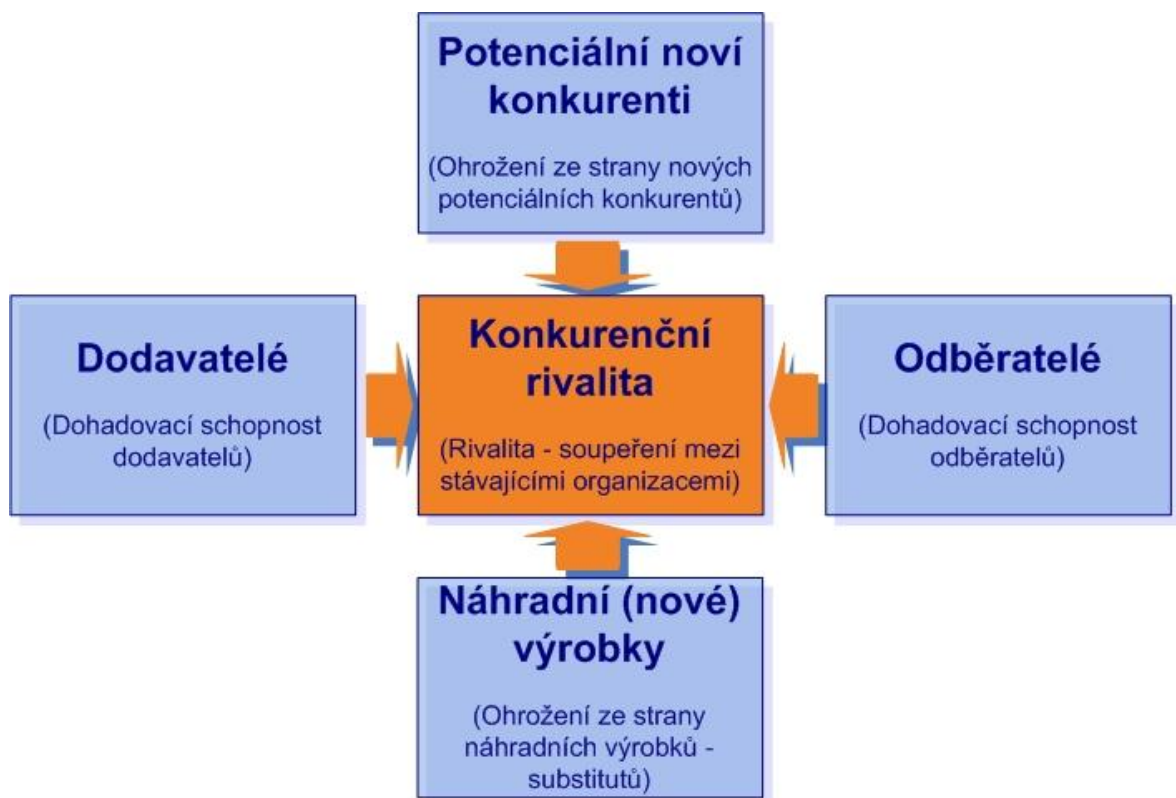 Potenciální noví
konkurenti
(Ohrožení ze strany nových
potenciálních konkurentů)
Dodavatelé
(Dohadovací schopnost
dodavatelů)
Konkurenční
rivalita
(Rivalita - soupeření mezi
stávajícími organizacemi)
Odběratelé
(Dohadovací schopnost
odběratelů)
Náhradní (nové)
výrobky
(Ohrožení ze strany
náhradních výrobků -
substitutů)